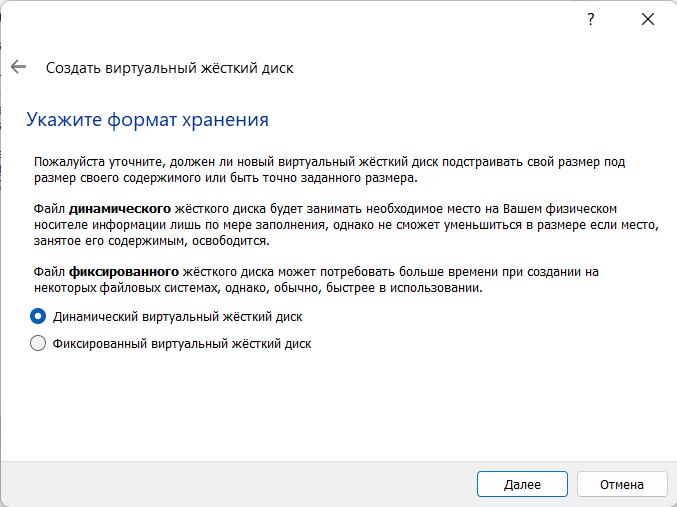 ?
Создать виртуальный жёсткий диск
Укажите формат хранения
Пожалуйста уточните, должен ли новый виртуальный жёсткий диск подстраивать свой размер под
размер своего содержимого или быть точно заданного размера.
Файл динамического жёсткого диска будет занимать необходимое место на Вашем физическом
носителе информации лишь по мере заполнения, однако не сможет уменьшиться в размере если место,
занятое его содержимым, освободится.
Файл фиксированного жёсткого диска может потребовать больше времени при создании на
некоторых файловых системах, однако, обычно, быстрее в использовании.
Динамический виртуальный жёсткий диск
Фиксированный виртуальный жёсткий диск
Далее
Отмена